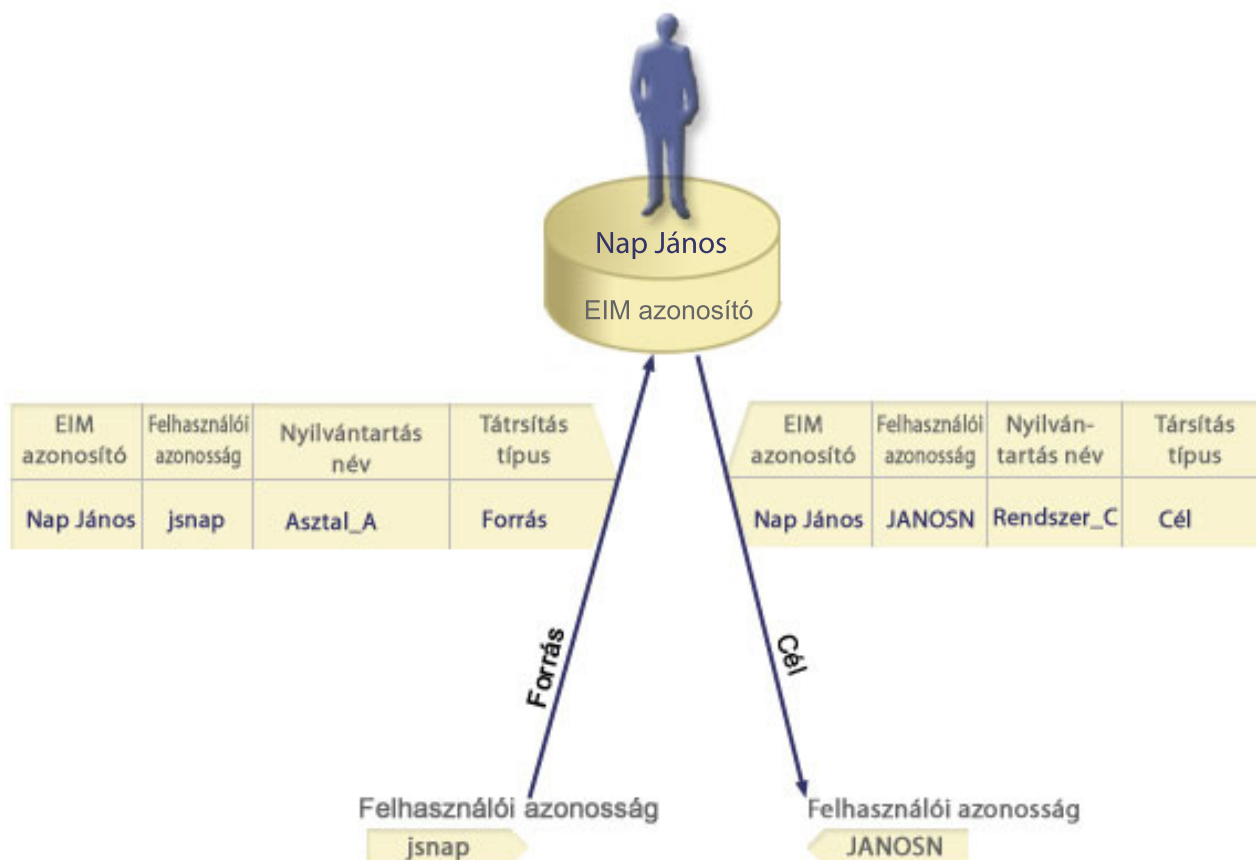 Nap János
EIM azonosító
EIM azonosító
Felhasználói azonosság
Nyilvántartás név
Tátrsítás típus
Nap János
jsnap
Asztal_A
Forrás
EIM azonosító
Felhasználói azonosság
Nyilván-
tartás név
Társítás típus
Nap János
JANOSN
Rendszer_C
Cél
Forrás
Cél
Felhasználói azonosság
jsnap
Felhasználói azonosság
JANOSN